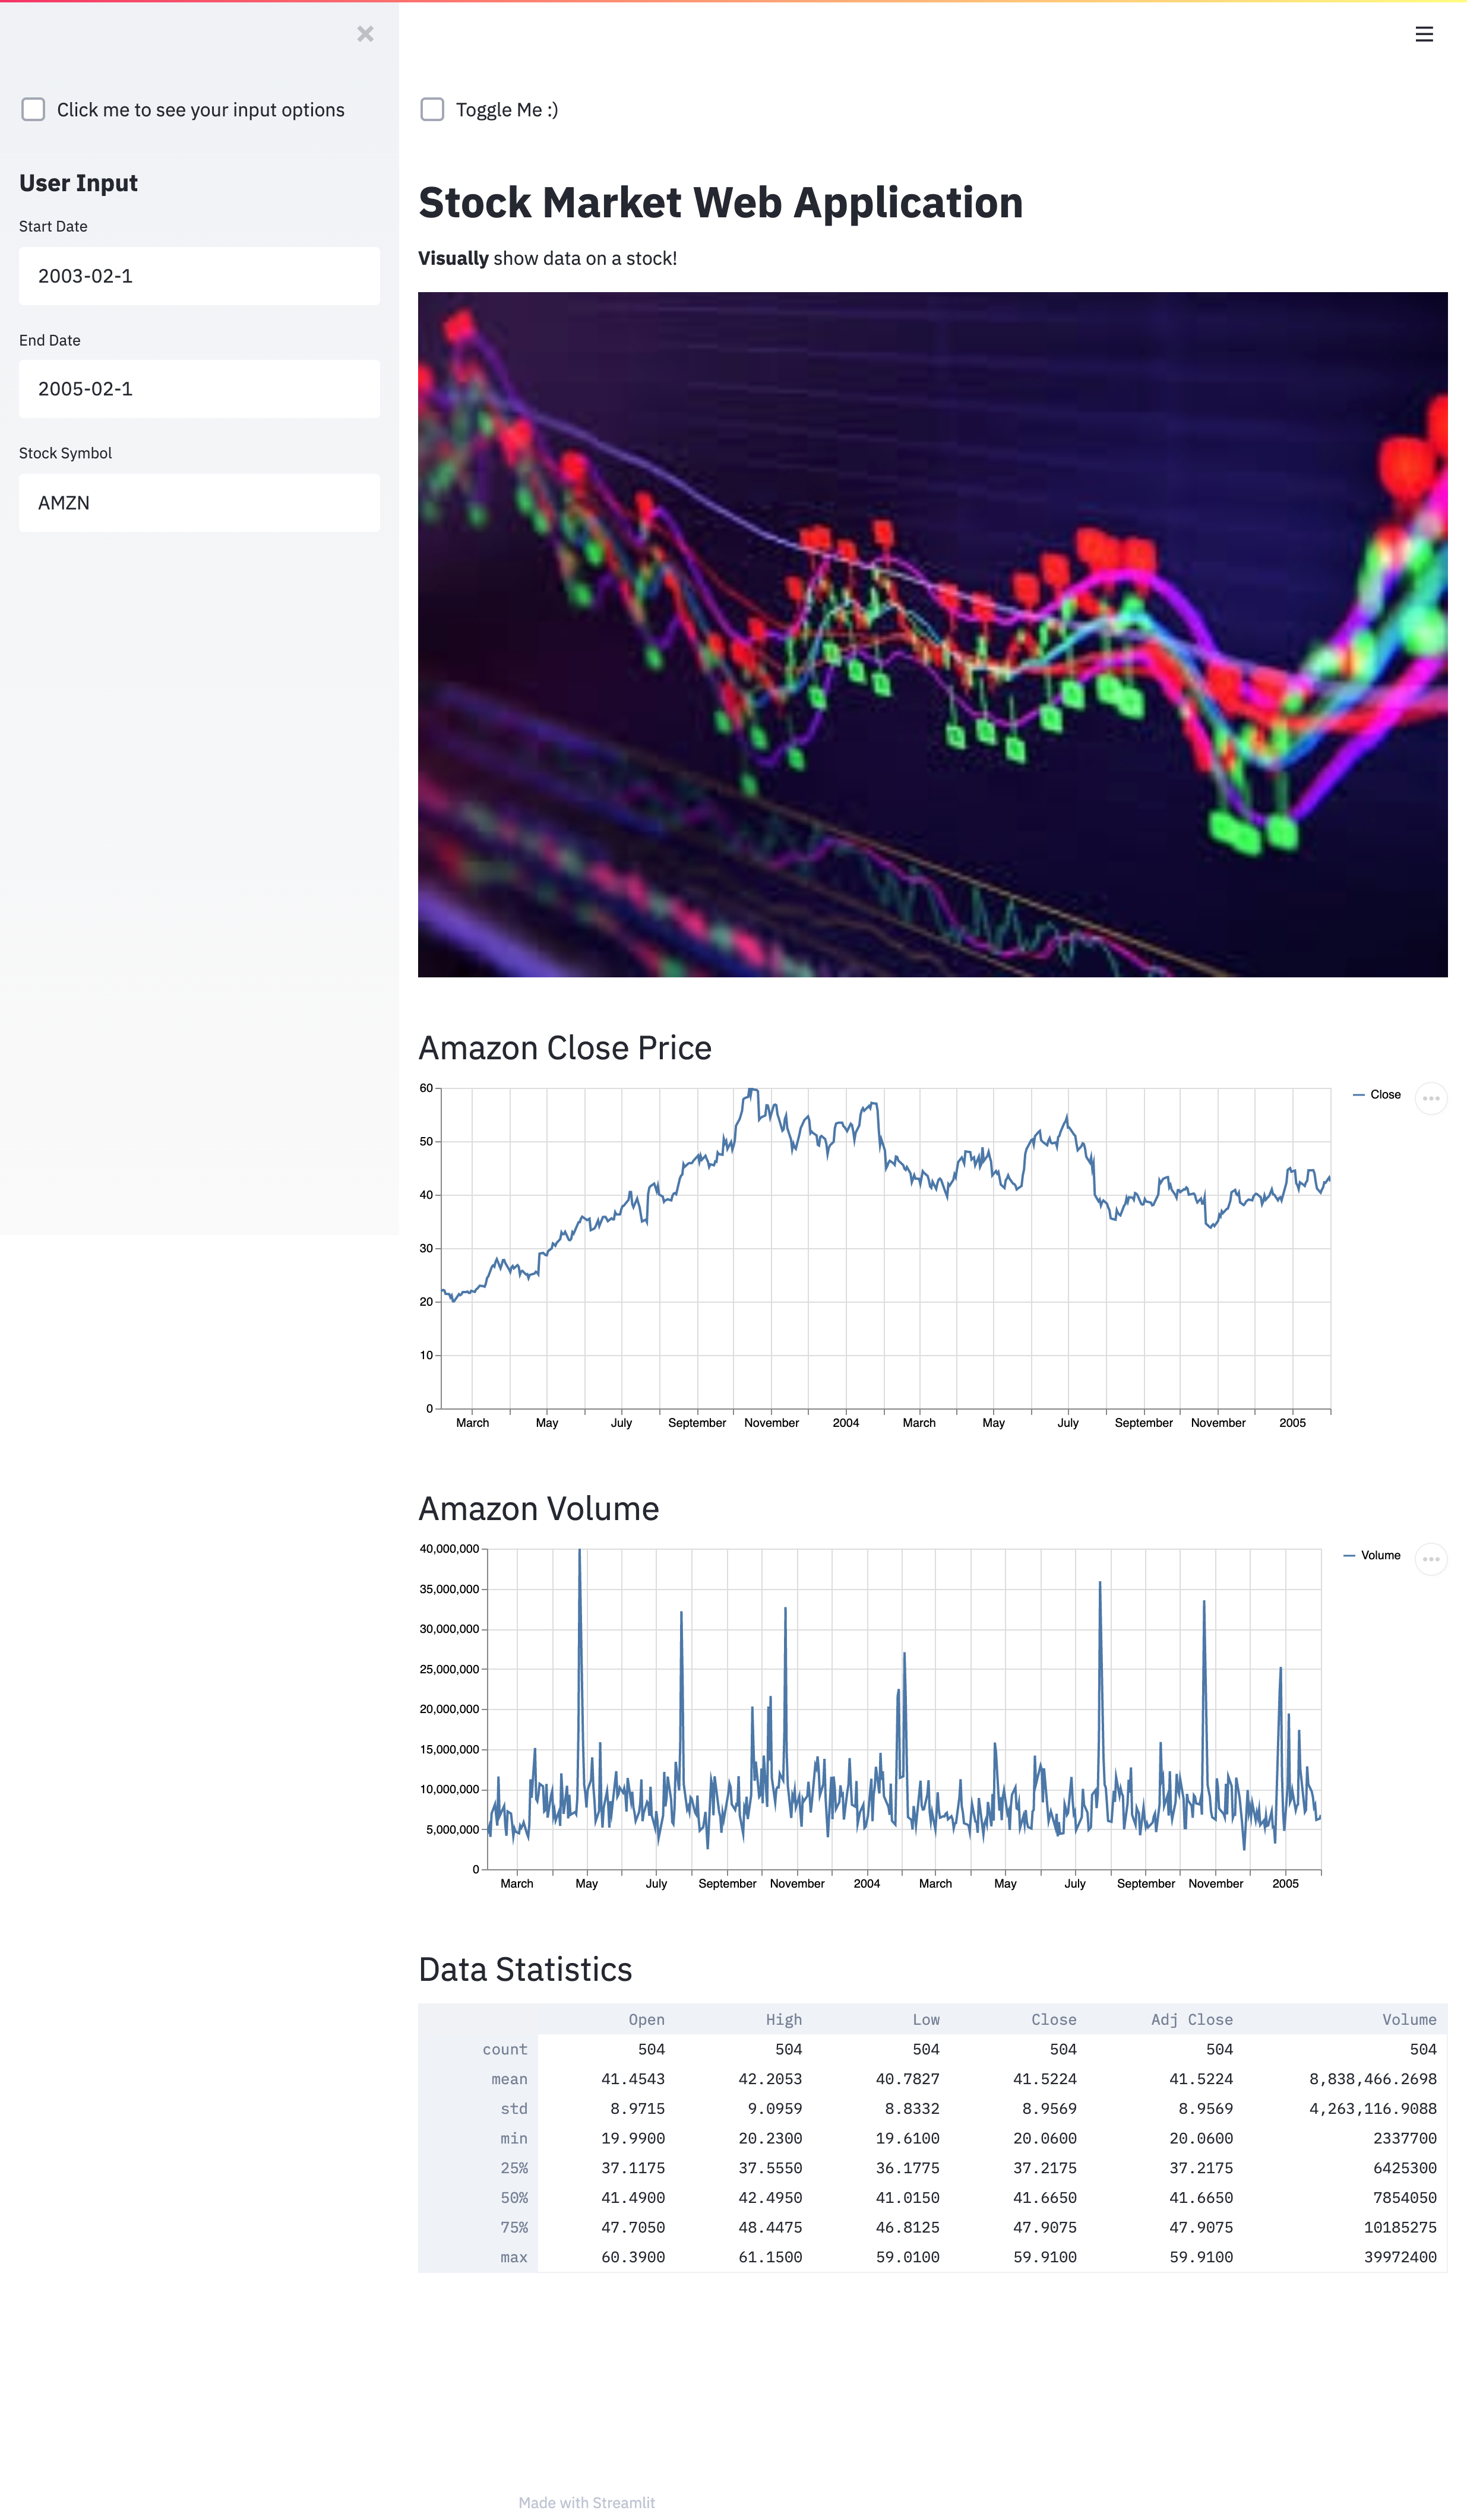 Click me to see your input options
User Input
Start Date
2003-02-1
End Date
2005-02-1
Stock Symbol
AMZN
Toggle Me :)
Stock Market Web Application
Visually show data on a stock!
Amazon Close Price
60
50
40
30
20
10
0
March May July September November 2004 March May July September November 2005
Close
Amazon Volume
40,000,000
35,000,000
30,000,000
25,000,000
20,000,000
15,000,000
10,000,000
5,000,000
0
March May July September November 2004 March May July September November 2005
Volume
Data Statistics
Open High Low Close Adj Close Volume
count 504 504 504 504 504 504
mean 41.4543 42.2053 40.7827 41.5224 41.5224 8,838,466.2698
std 8.9715 9.0959 8.8332 8.9569 8.9569 4,263,116.9088
min 19.9900 20.2300 19.6100 20.0600 20.0600 2337700
25% 37.1175 37.5550 36.1775 37.2175 37.2175 6425300
50% 41.4900 42.4950 41.0150 41.6650 41.6650 7854050
75% 47.7050 48.4475 46.8125 47.9075 47.9075 10185275
max 60.3900 61.1500 59.0100 59.9100 59.9100 39972400
Made with Streamlit